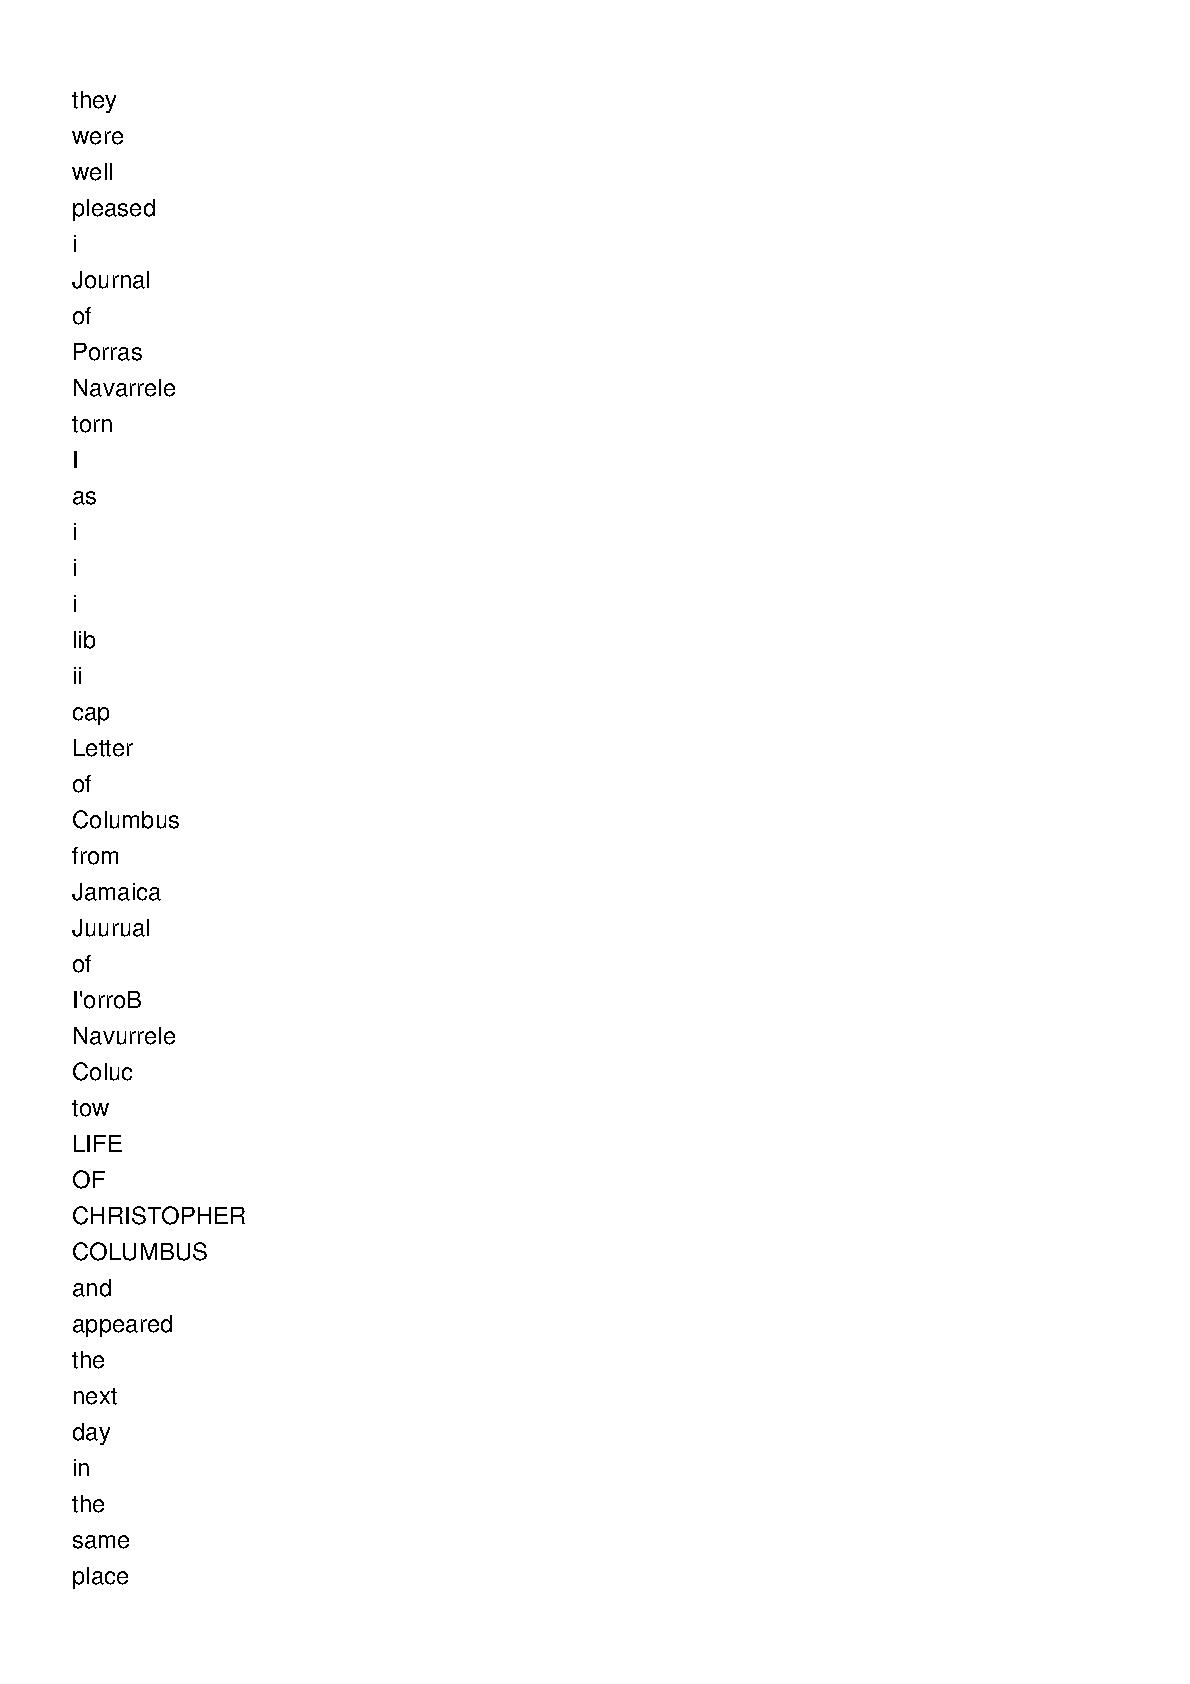 they
were
well
pleased
i
Journal
of
Porras
Navarrele
torn
I
as
i
i
i
lib
ii
cap
Letter
of
Columbus
from
Jamaica
Juurual
of
I'orroB
Navurrele
Coluc
tow
LIFE
OF
CHRISTOPHER
COLUMBUS
and
appeared
the
next
day
in
the
same
place